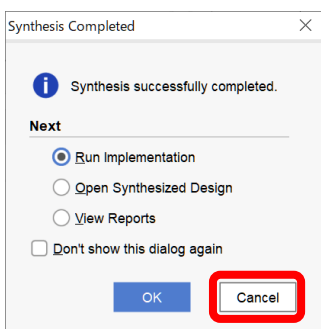 Synthesis Completed
Synthesis successfully completed.
Next
Run Implementation
Open Synthesized Design
View Reports
Don't show this dialog again
OK Cancel